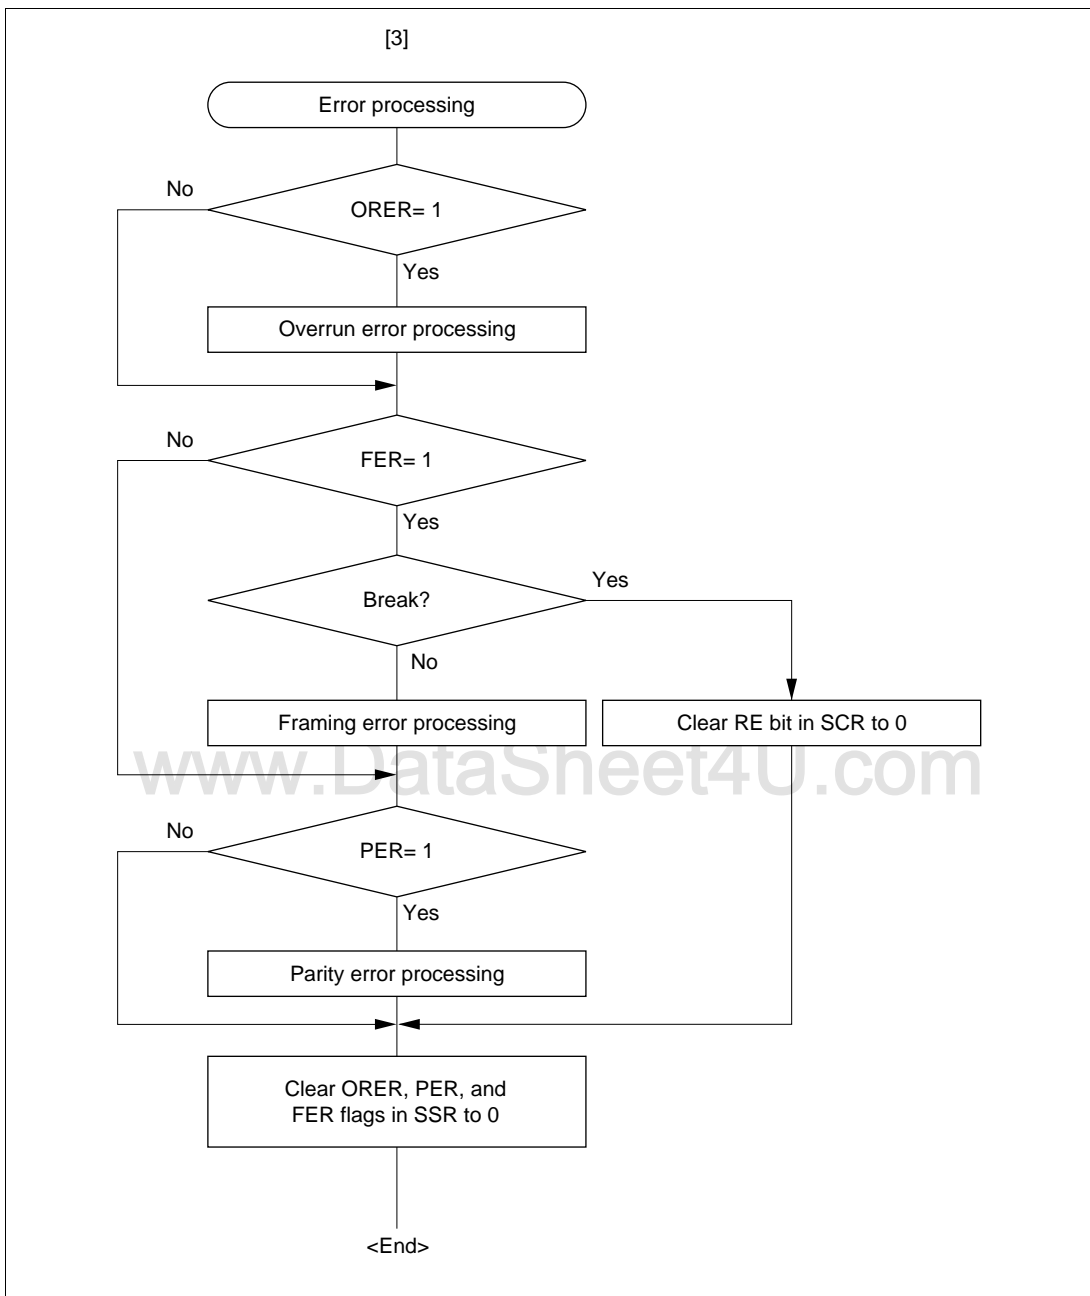 [3]
Error processing
No
ORER= 1
Yes
Overrun error processing
No
FER= 1
Yes
Yes
Break?
No
Framing error processing
Clear RE bit in SCR to 0
www.DataSheet4U.com
No
PER= 1
Yes
Parity error processing
Clear ORER, PER, and
FER flags in SSR to 0
<End>